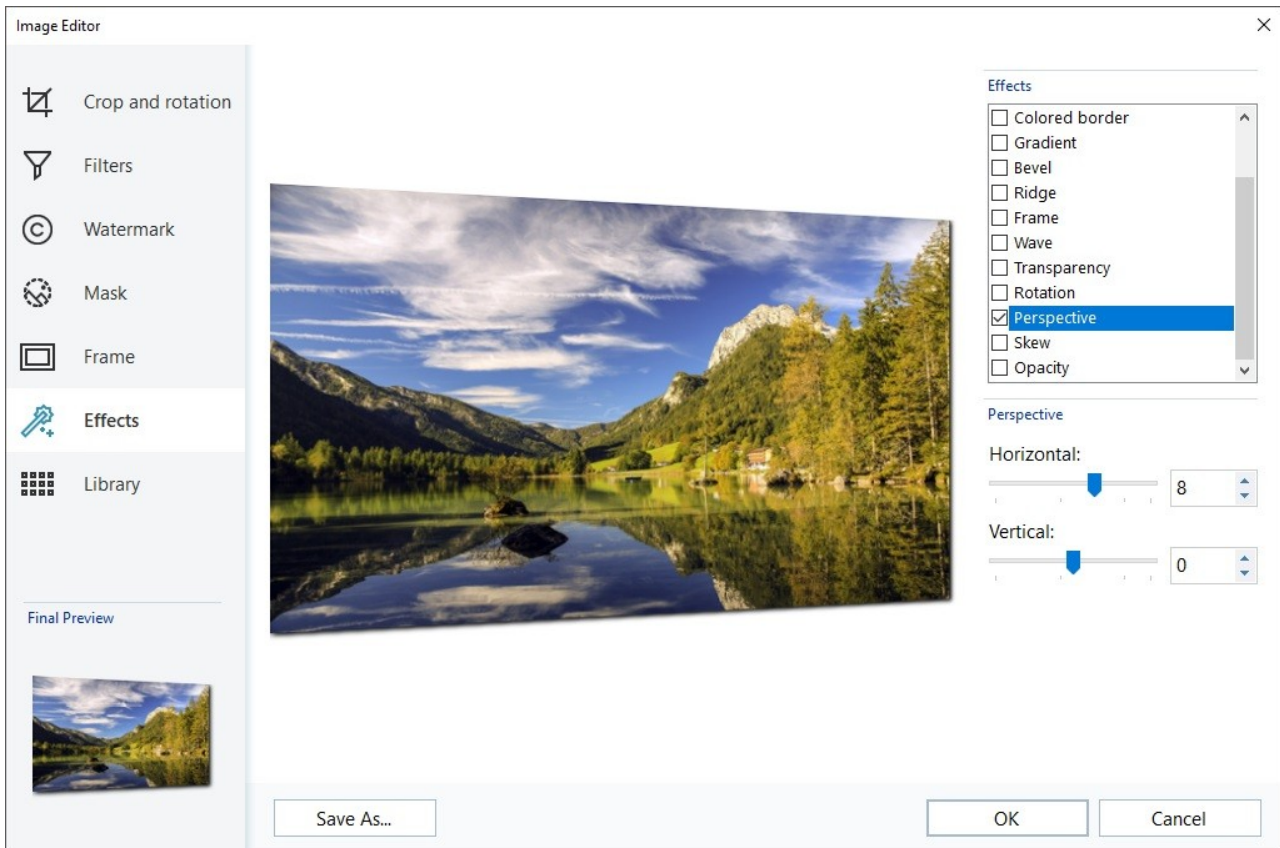 Image Editor
Crop and rotation
Filters
Watermark
Mask
Frame
Effects
Library
Final Preview
Effects
Colored border
Gradient
Bevel
Ridge
Frame
Wave
Transparency
Rotation
Perspective
Skew
Opacity
Perspective
Horizontal:
8
Vertical:
0
Save As...
OK
Cancel